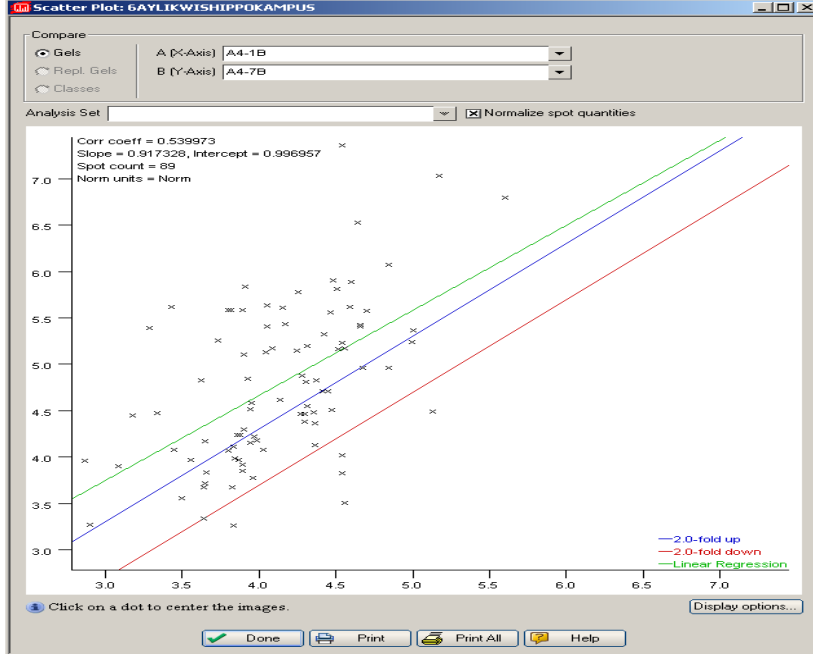 Scatter Plot: 6AYLIKWISHIPPOKAMPUS
Compare
Gels
A (X-Axis) A4-1B
Repl. Gels
B (Y-Axis) A4-7B
Classes
Analysis Set
Normalize spot quantities
Corr coeff = 0.539973
Slope = 0.917328, Intercept = 0.996957
Spot count = 89
Norm units = Norm
7.0
6.5
6.0
5.5
5.0
4.5
4.0
3.5
3.0
2.0-fold up
2.0-fold down
Linear Regression
3.0 3.5 4.0 4.5 5.0 5.5 6.0 6.5 7.0
Click on a dot to center the images.
Display options...
Done Print Print All Help